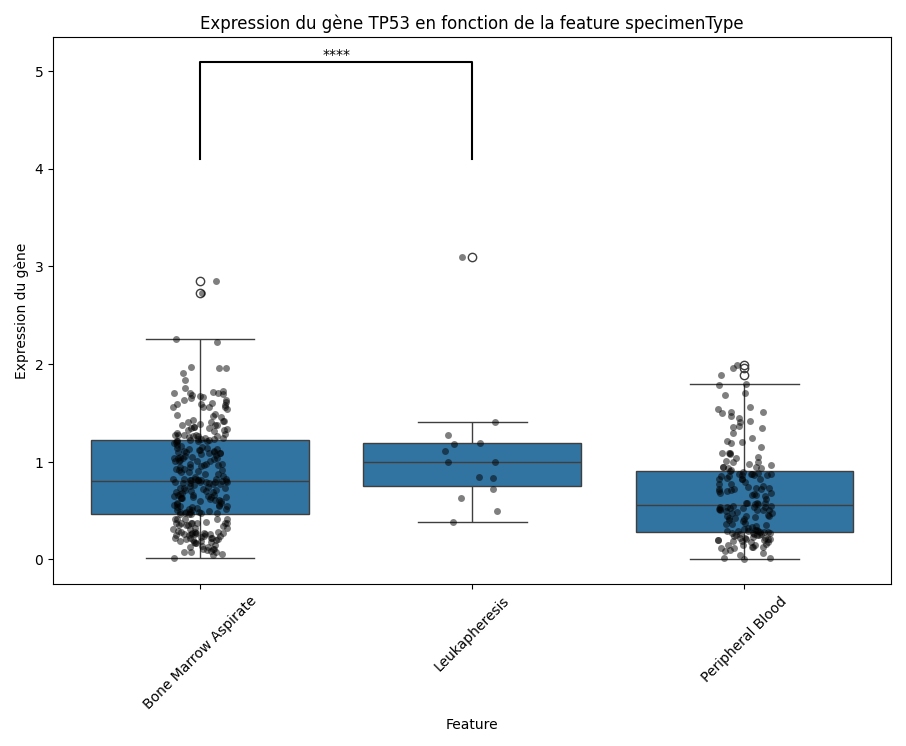 Expression du gène TP53 en fonction de la feature specimenType
****
5
4
3
2
1
0
Expression du gène
Bone Marrow Aspirate
Leukapheresis
Peripheral Blood
Feature